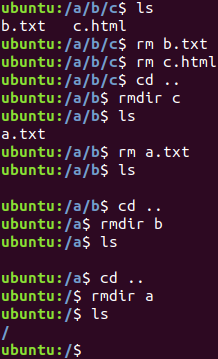 ubuntu:/a/b/c$ ls
b.txt   c.html
ubuntu:/a/b/c$ rm b.txt
ubuntu:/a/b/c$ rm c.html
ubuntu:/a/b/c$ cd ..
ubuntu:/a/b$ rmdir c
ubuntu:/a/b$ ls
a.txt
ubuntu:/a/b$ rm a.txt
ubuntu:/a/b$ ls

ubuntu:/a/b$ cd ..
ubuntu:/a$ rmdir b
ubuntu:/a$ ls

ubuntu:/a$ cd ..
ubuntu:/$ rmdir a
ubuntu:/$ ls
/
ubuntu:/$